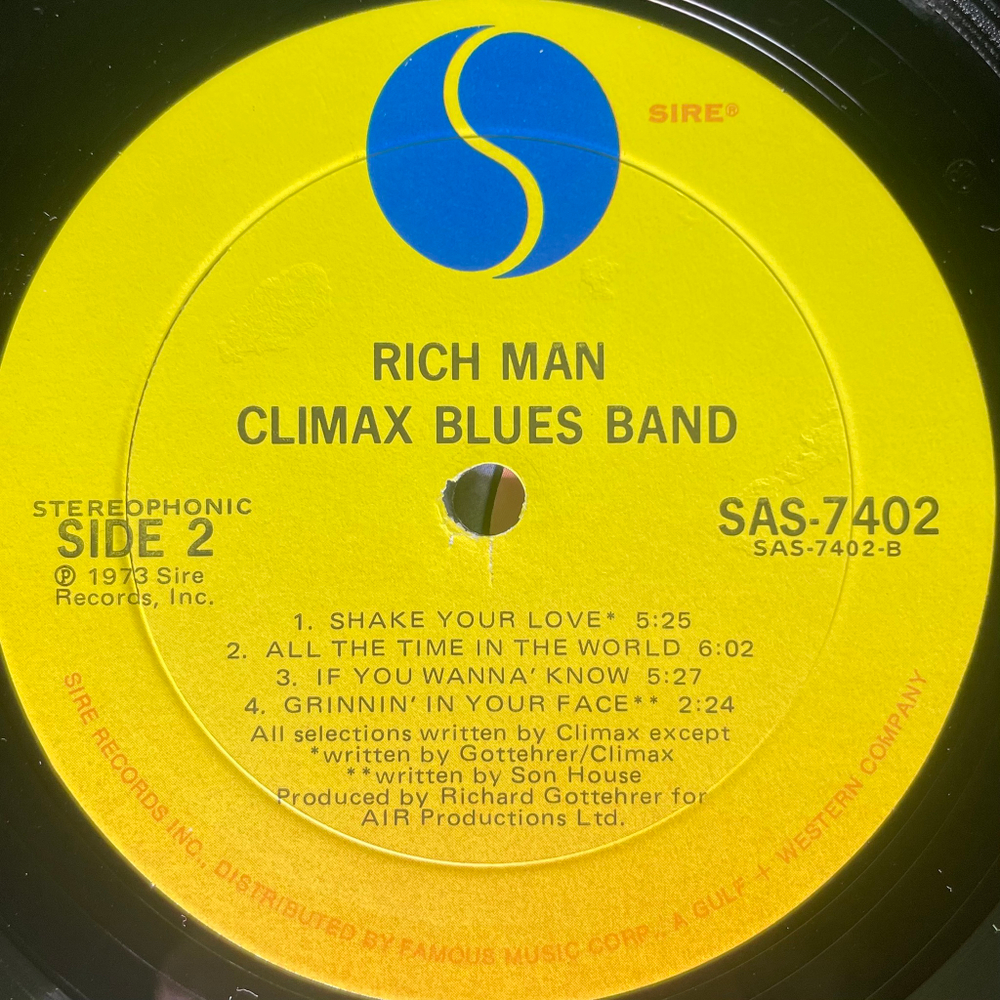 SIRE®
RICH MAN
CLIMAX BLUES BAND
STEREOPHONIC
SIDE 2
℗ 1973 Sire
Records, Inc.
SAS-7402
SAS-7402-B
1. SHAKE YOUR LOVE* 5:25
2. ALL THE TIME IN THE WORLD 6:02
3. IF YOU WANNA' KNOW 5:27
4. GRINNIN' IN YOUR FACE** 2:24
All selections written by Climax except
*written by Gottehrer/Climax
**written by Son House
Produced by Richard Gottehrer for
AIR Productions Ltd.
SIRE RECORDS INC., DISTRIBUTED BY FAMOUS MUSIC CORP., A GULF + WESTERN COMPANY